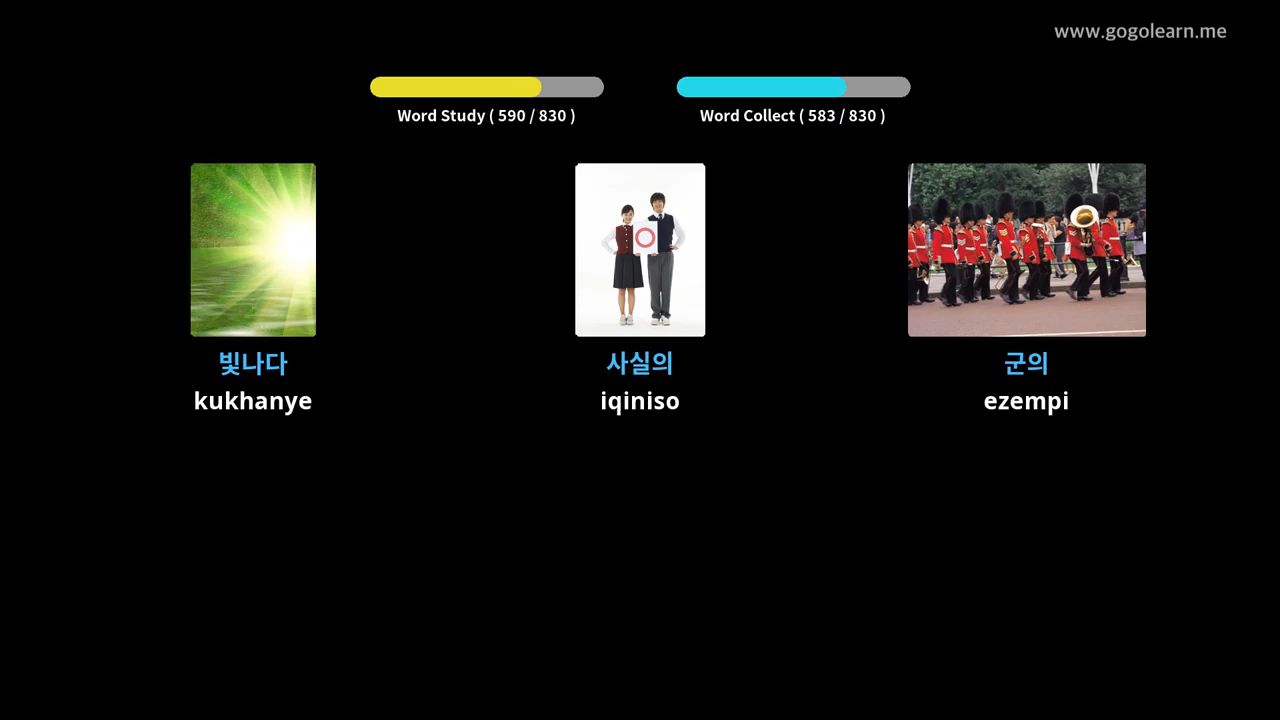 www.gogolearn.me
Word Study ( 590 / 830 )
Word Collect ( 583 / 830 )
빛나다
kukhanye
사실의
iqiniso
군의
ezempi